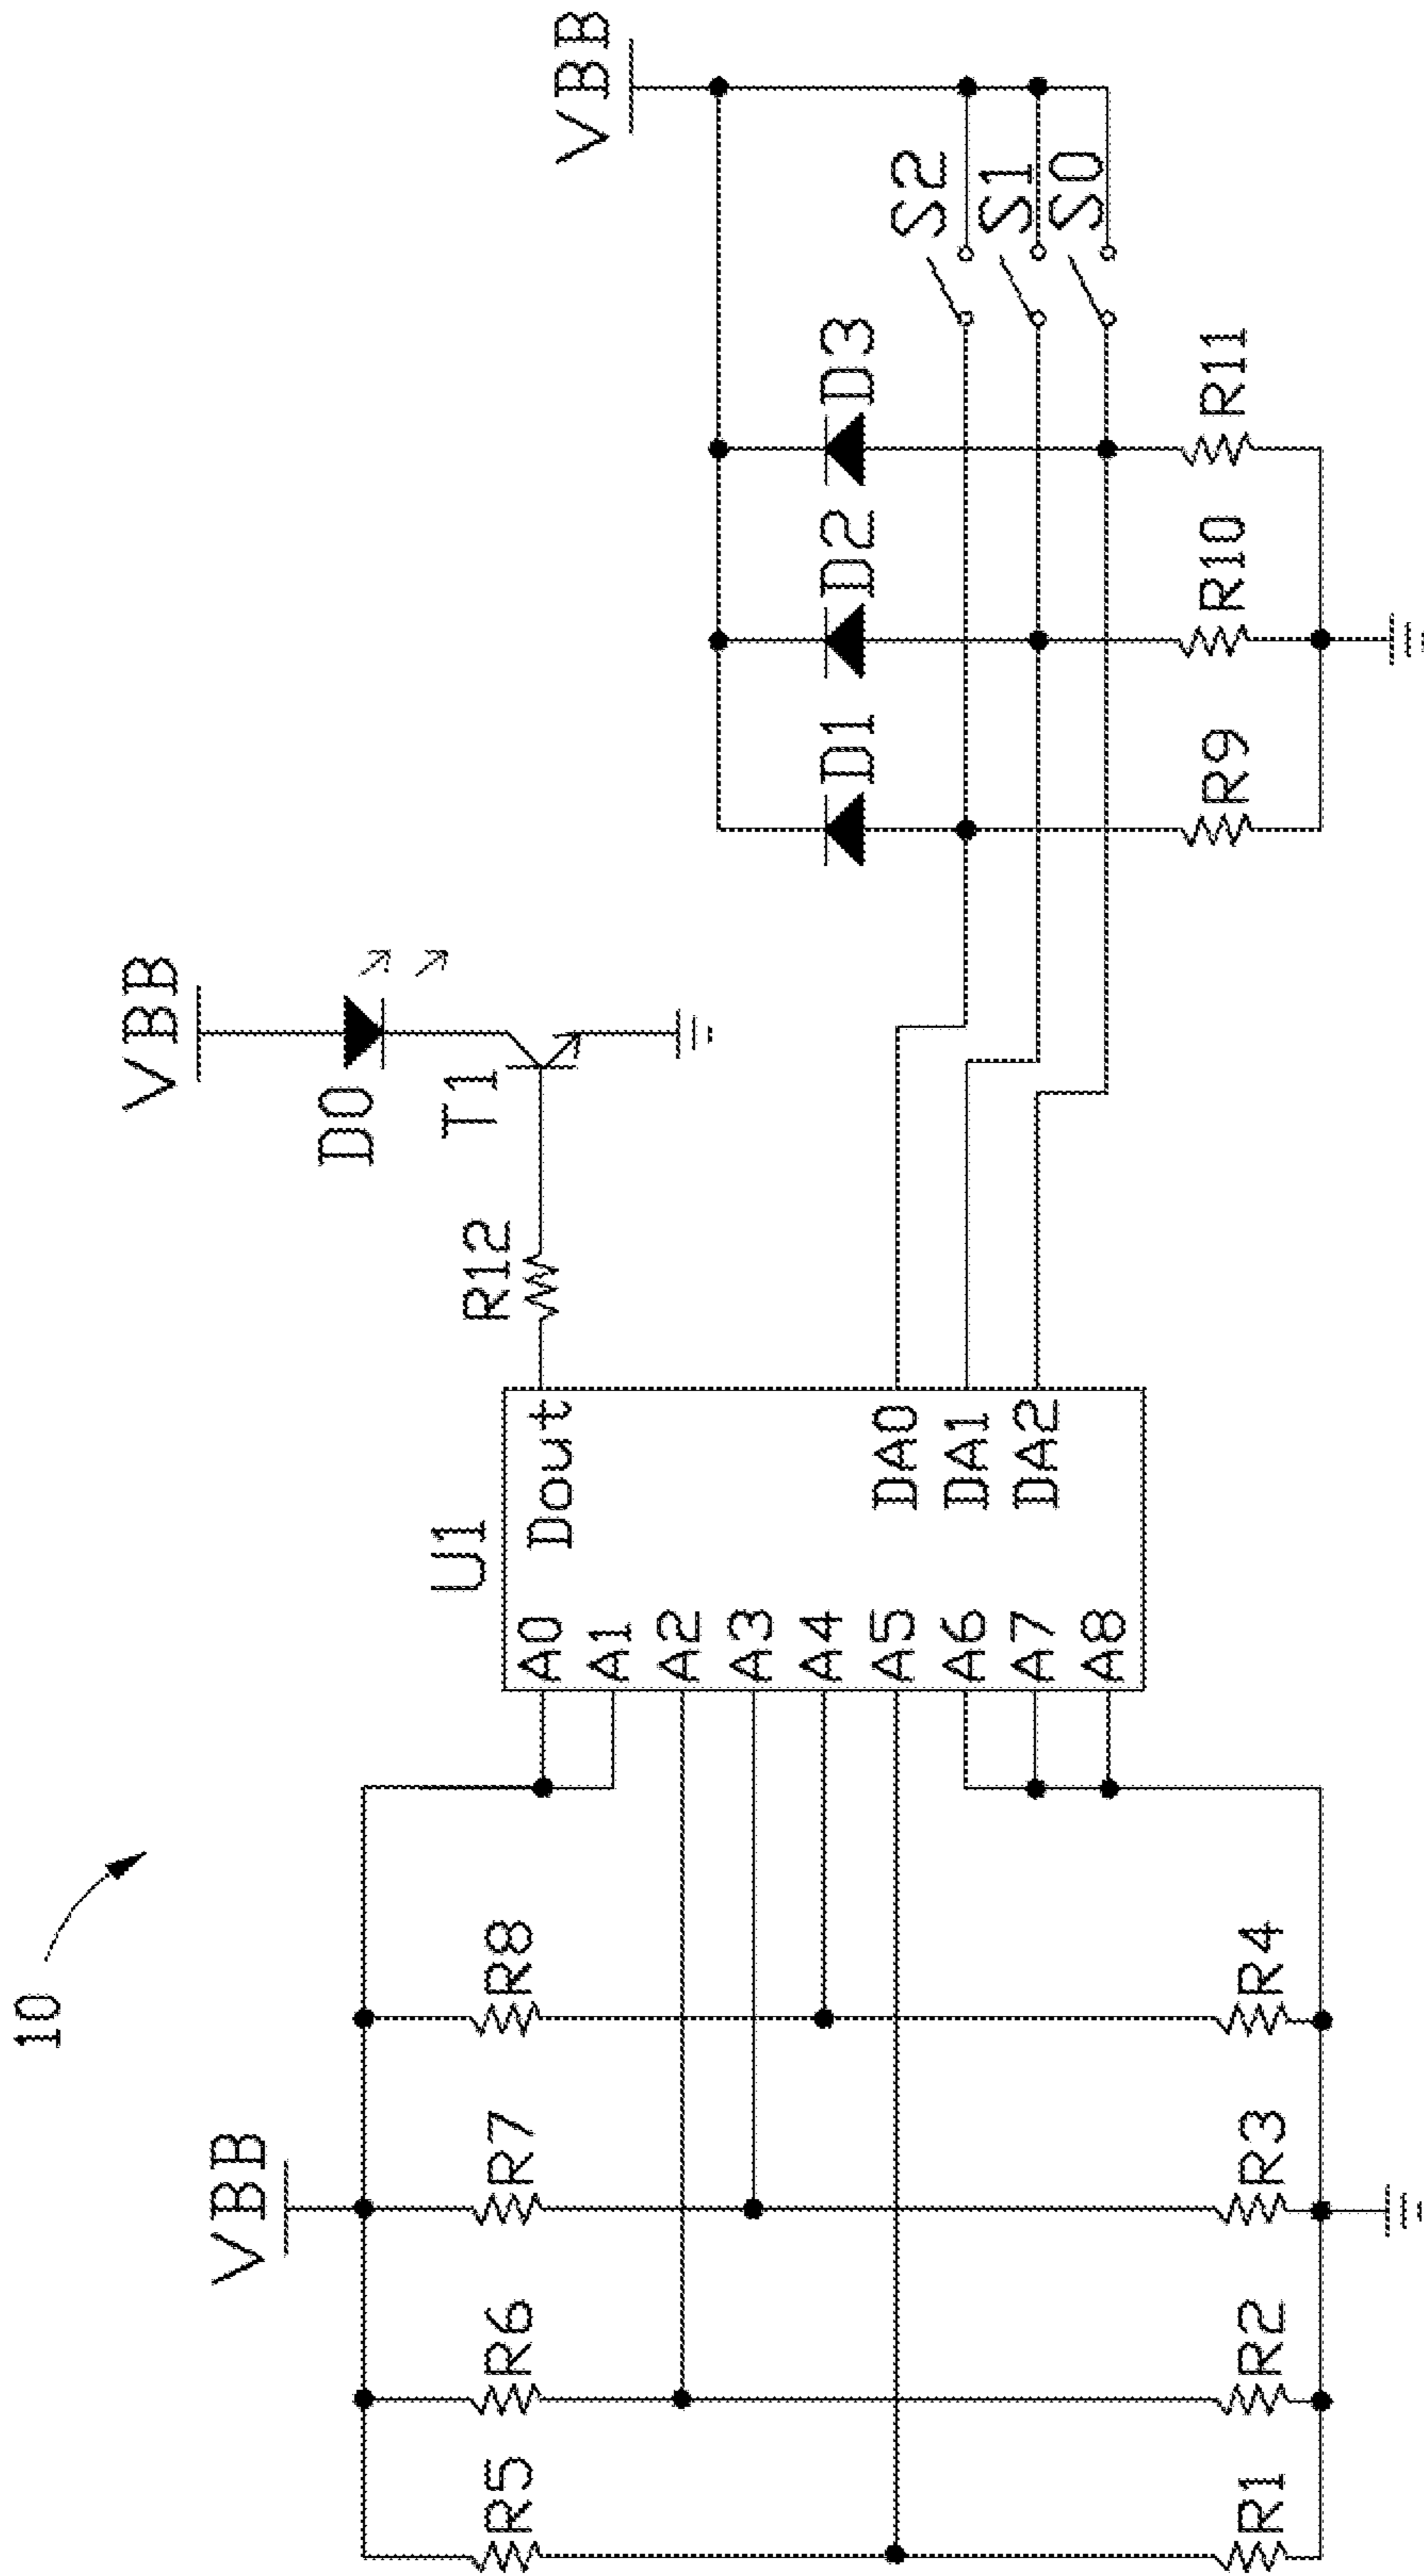 10
VBB
R5
R6
R7
R8
R1
R2
R3
R4
U1
A0
A1
A2
A3
A4
A5
A6
A7
A8
Dout
DA0
DA1
DA2
R12
T1
D0
VBB
D1
D2
D3
R9
R10
R11
S2
S1
S0
VBB